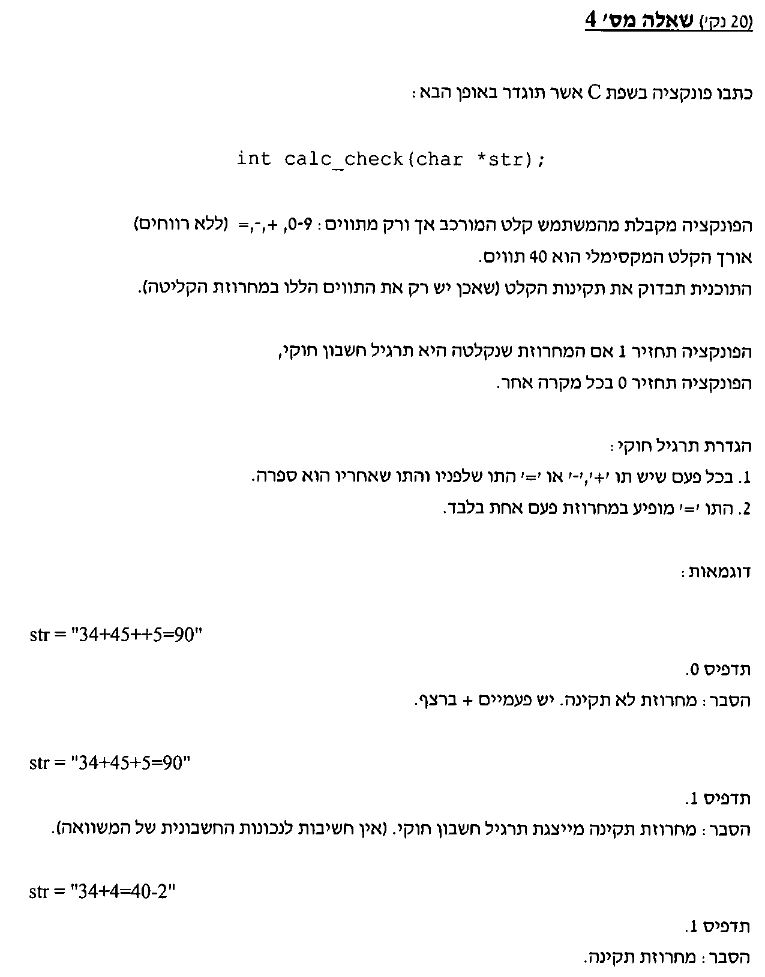 (20 נק') שאלה מס' 4
כתבו פונקציה בשפת C אשר תוגדר באופן הבא :
int calc_check(char *str);
הפונקציה מקבלת מהמשתמש קלט המורכב אך ורק מתווים : 0-9, +,-,= (ללא רווחים)
אורך הקלט המקסימלי הוא 40 תווים.
התוכנית תבדוק את תקינות הקלט (שאכן יש רק את התווים הללו במחרוזת הקליטה).
הפונקציה תחזיר 1 אם המחרוזת שנקלטה היא תרגיל חשבון חוקי,
הפונקציה תחזיר 0 בכל מקרה אחר.
הגדרת תרגיל חוקי :
1. בכל פעם שיש תו '+','-' או '=' התו שלפניו והתו שאחריו הוא ספרה.
2. התו '=' מופיע במחרוזת פעם אחת בלבד.
דוגמאות :
str = "34+45++5=90"
תדפיס 0.
הסבר : מחרוזת לא תקינה. יש פעמיים + ברצף.
str = "34+45+5=90"
תדפיס 1.
הסבר : מחרוזת תקינה מייצגת תרגיל חשבון חוקי. (אין חשיבות לנכונות החשבונית של המשוואה).
str = "34+4=40-2"
תדפיס 1.
הסבר : מחרוזת תקינה.